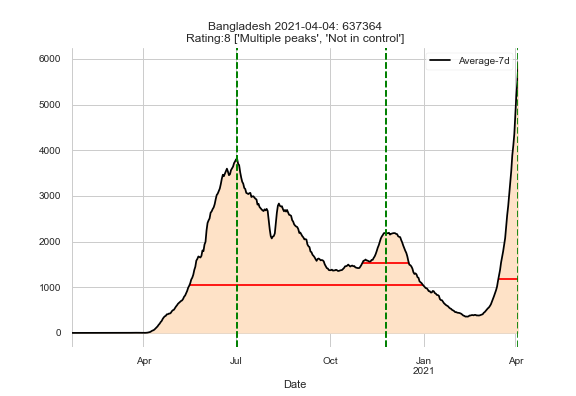 Bangladesh 2021-04-04: 637364
Rating:8 ['Multiple peaks', 'Not in control']
Average-7d
6000
5000
4000
3000
2000
1000
0
Apr
Jul
Oct
Jan
2021
Apr
Date